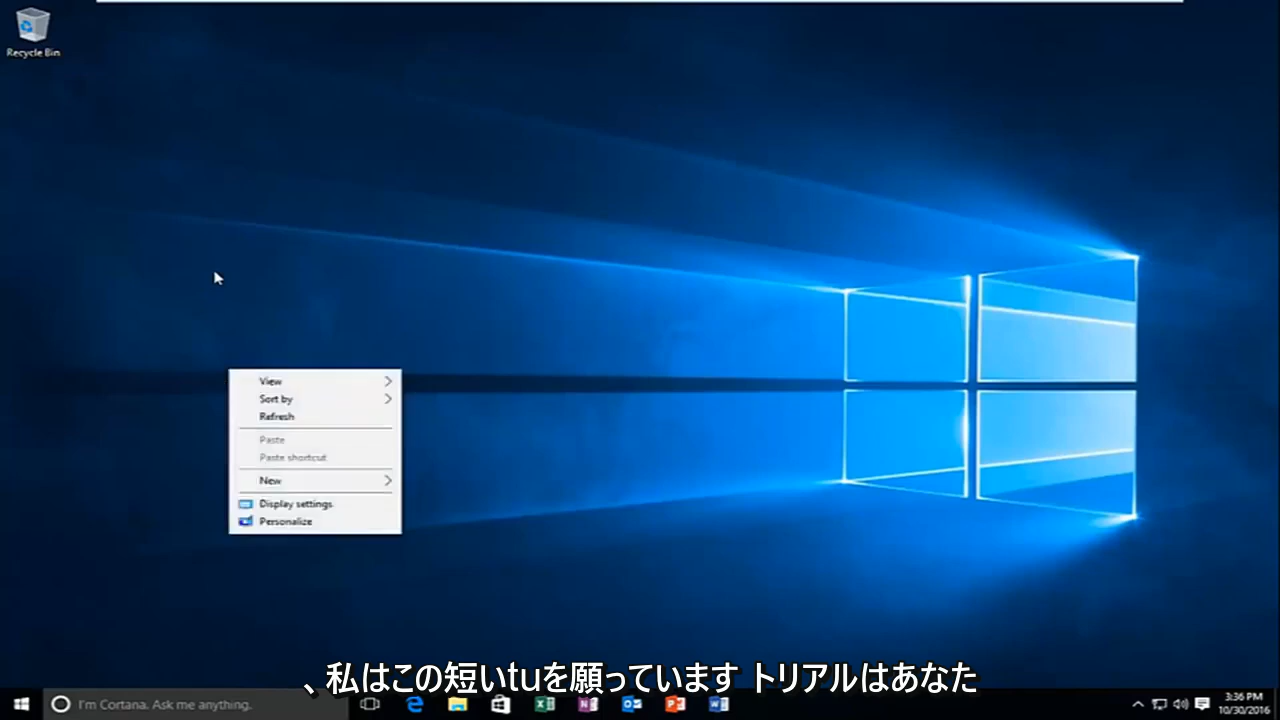 Recycle Bin
View
Sort by
Refresh
Paste
Paste shortcut
New
Display settings
Personalize
、私はこの短いtuを願っています トリアルはあなた
I'm Cortana. Ask me anything.
3:36 PM
10/30/2016